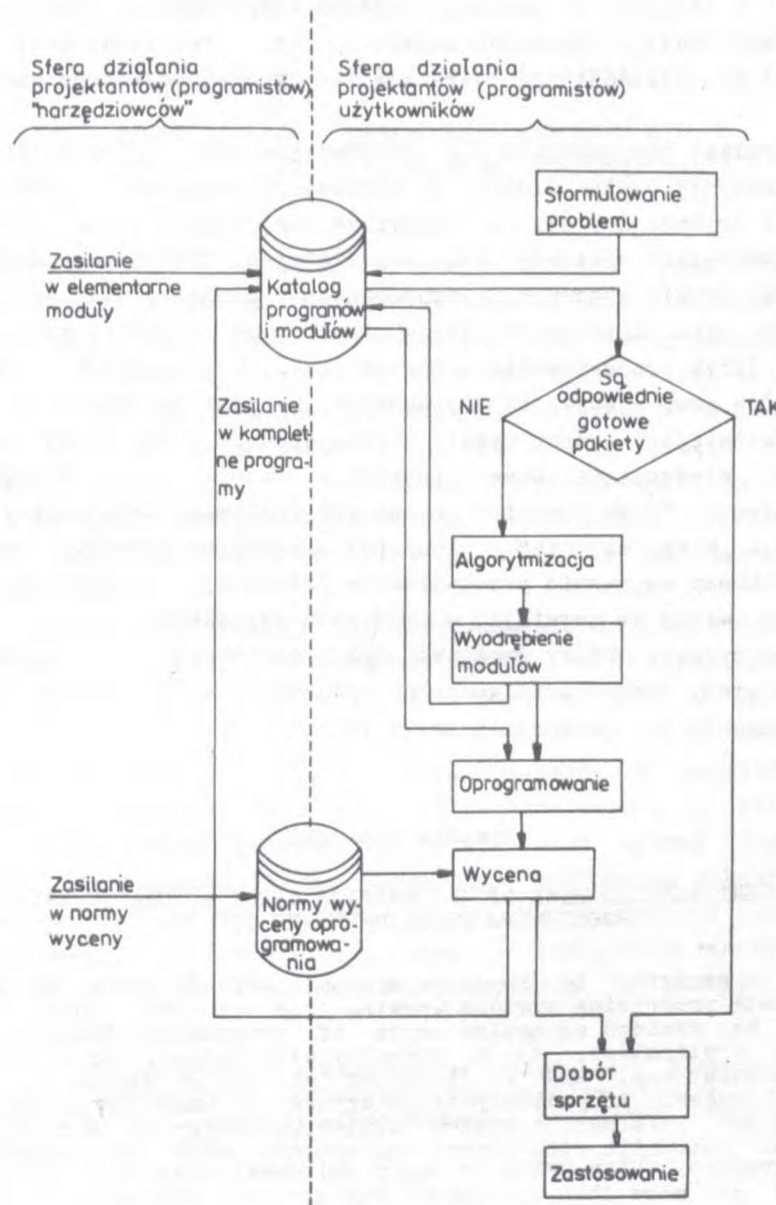 Sfera działania
projektantów (programistów)
"narzędziowców"
Sfera działania
projektantów (programistów)
użytkowników
Sformułowanie
problemu
Zasilanie
w elementarne
moduły
Katalog
programów
i modułów
Zasilanie
w komplet-
ne progra-
my
NIE
Są
odpowiednie
gotowe
pakiety
TAK
Algorytmizacja
Wyodrębienie
modułów
Oprogramowanie
Wycena
Zasilanie
w normy
wyceny
Normy wy-
ceny opro-
gramowa-
nia
Dobór
sprzętu
Zastosowanie